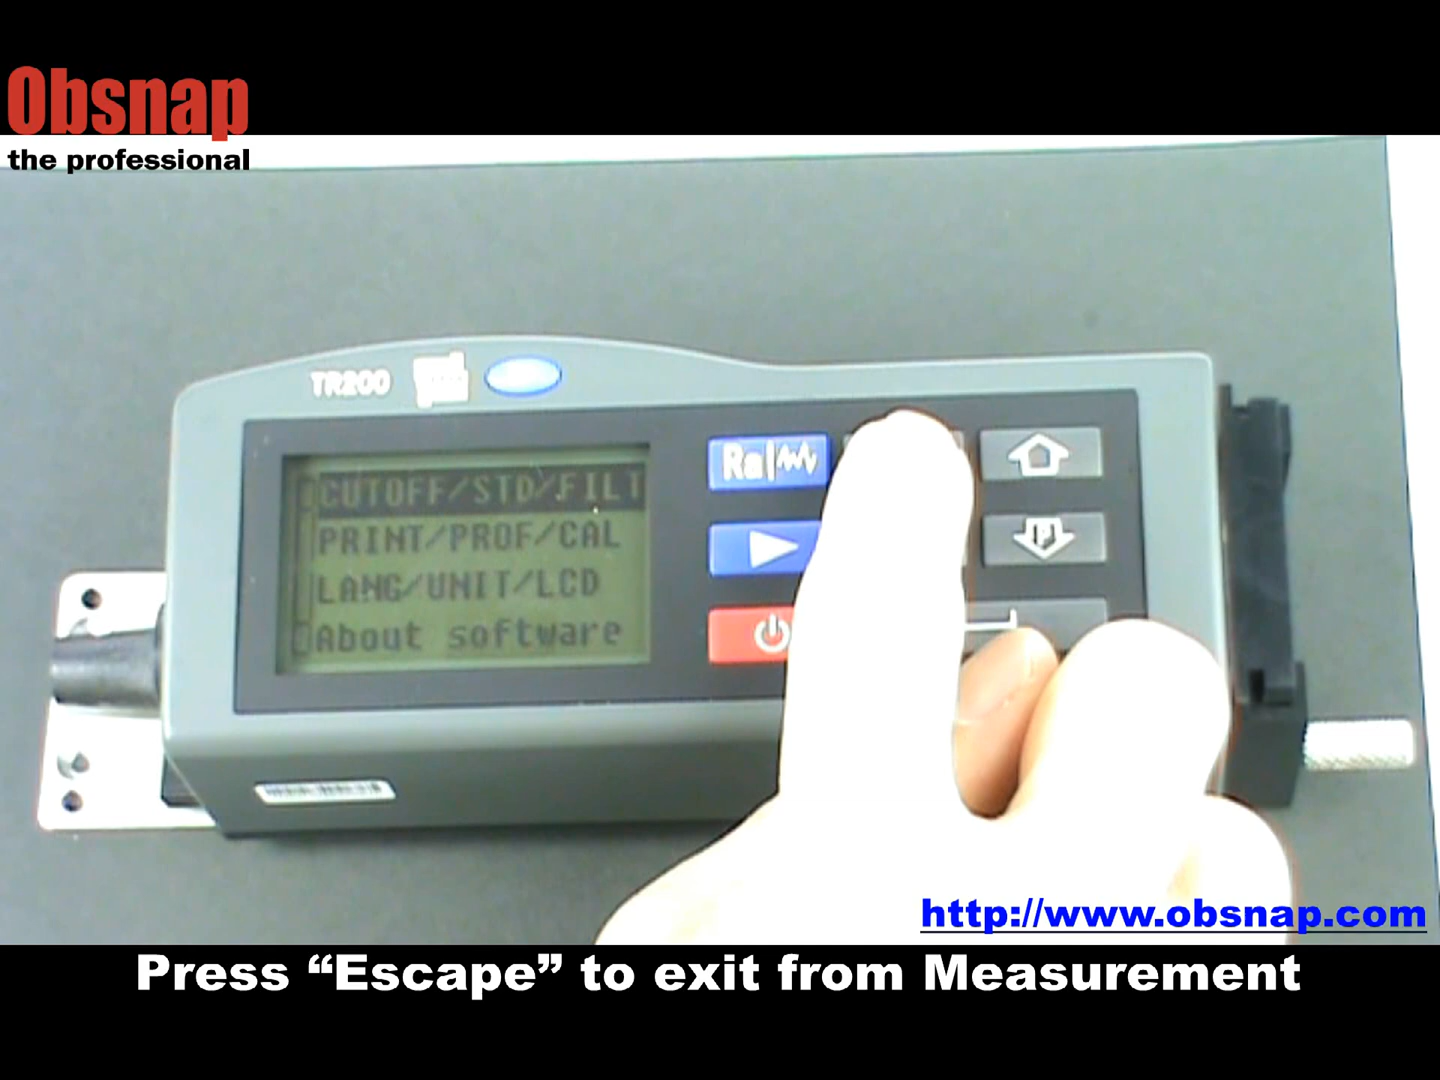 Obsnap
the professional
TR200
CUTOFF/STD/FILT
PRINT/PROF/CAL
LANG/UNIT/LCD
About software
Ra
P
http://www.obsnap.com
Press “Escape” to exit from Measurement